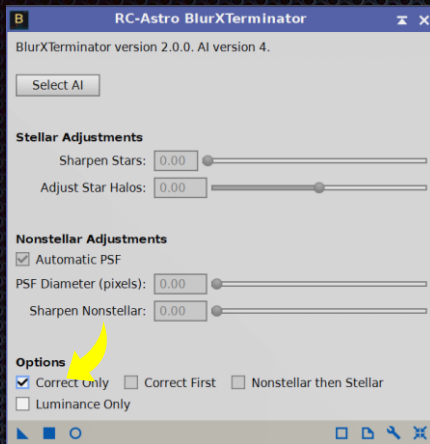 B RC-Astro BlurXTerminator
BlurXTerminator version 2.0.0. AI version 4.
Select AI
Stellar Adjustments
Sharpen Stars: 0.00
Adjust Star Halos: 0.00
Nonstellar Adjustments
Automatic PSF
PSF Diameter (pixels): 0.00
Sharpen Nonstellar: 0.00
Options
Correct Only Correct First Nonstellar then Stellar
Luminance Only